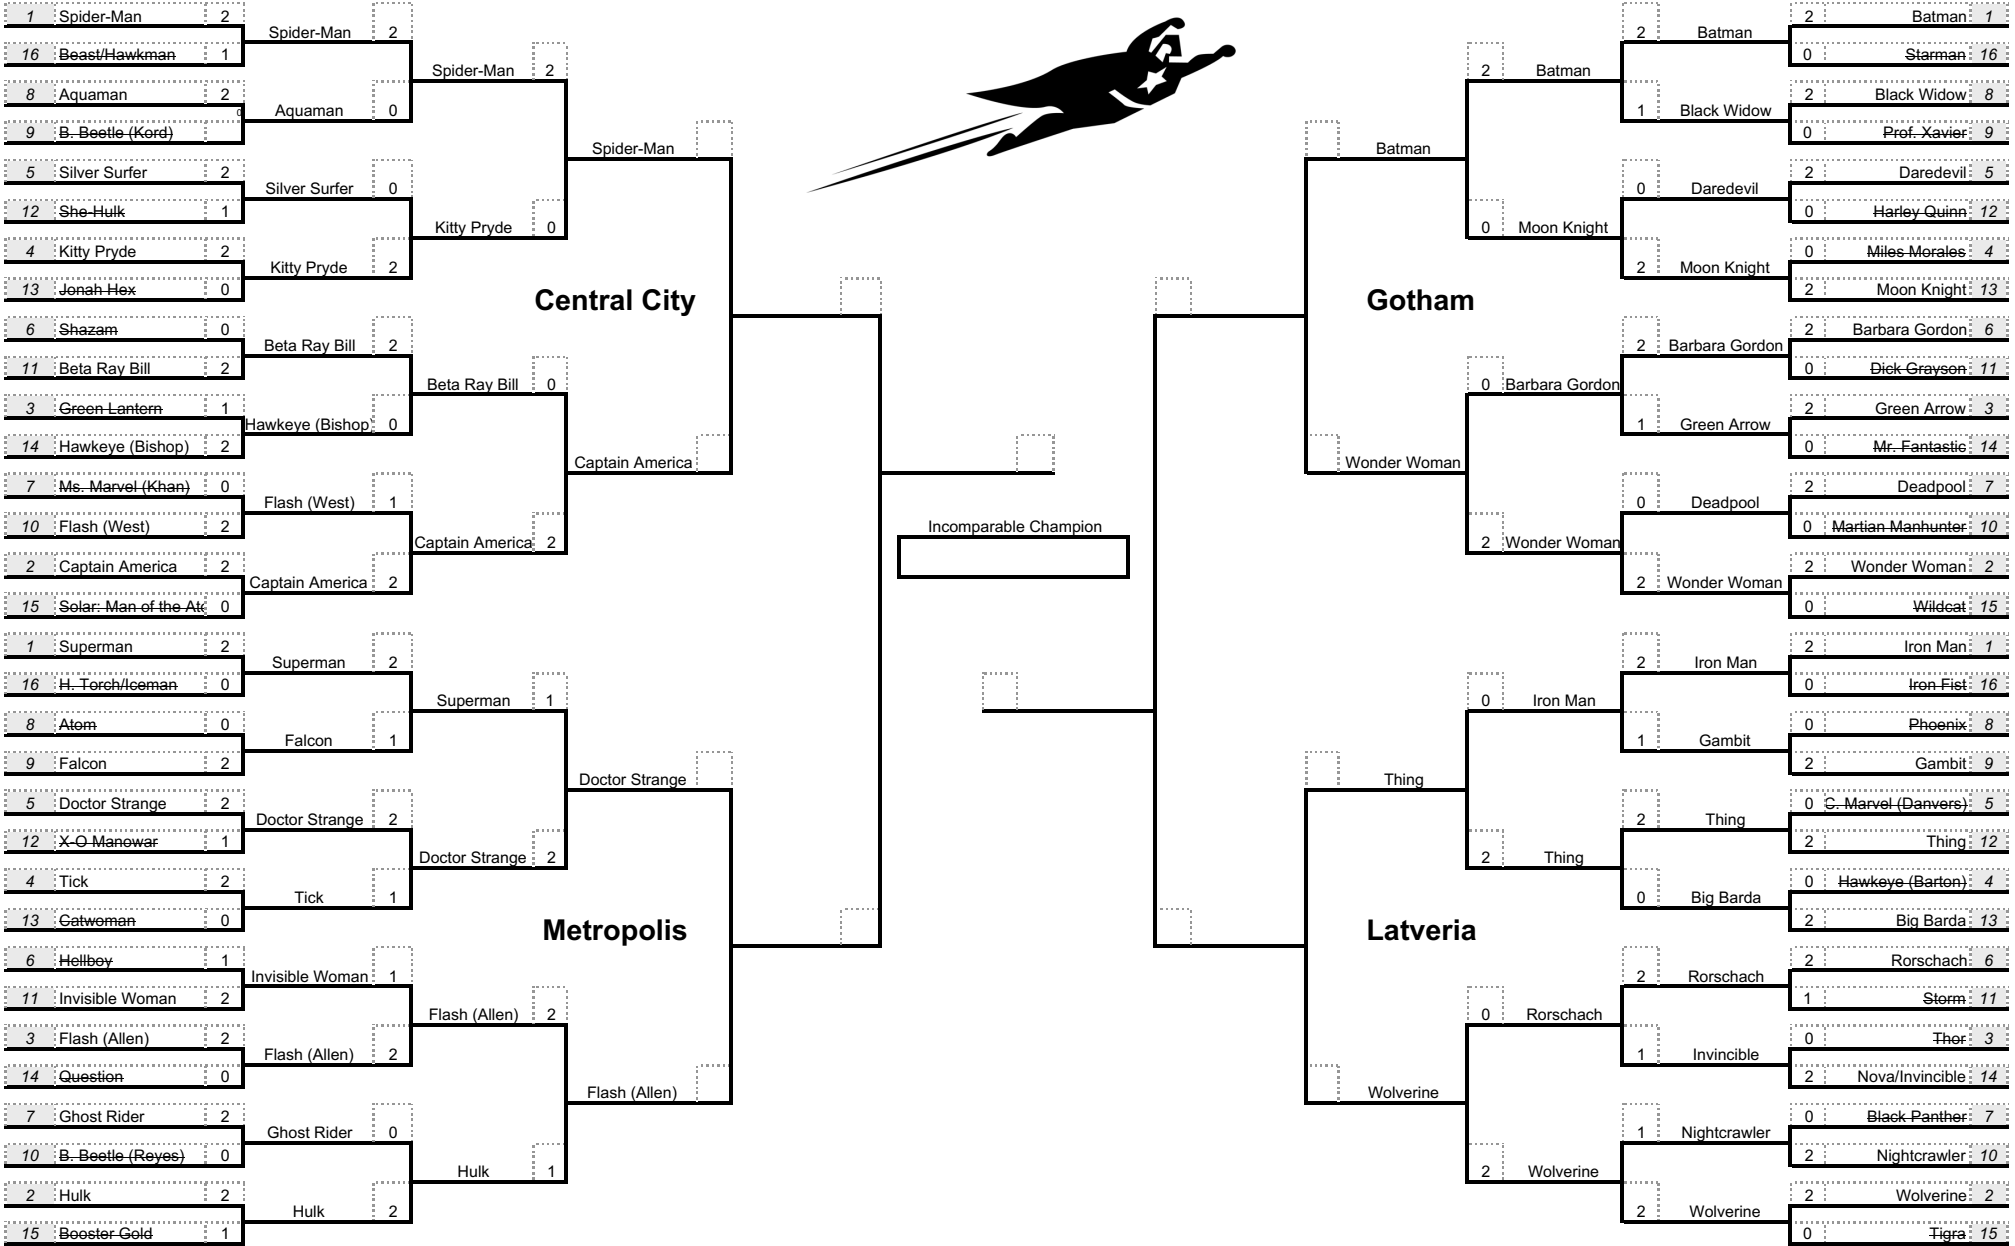 1 Spider-Man 2
16 Beast/Hawkman 1
8 Aquaman 2
0
9 B. Beetle (Kord)
5 Silver Surfer 2
12 She-Hulk 1
4 Kitty Pryde 2
13 Jonah Hex 0
6 Shazam 0
11 Beta Ray Bill 2
3 Green Lantern 1
14 Hawkeye (Bishop) 2
7 Ms. Marvel (Khan) 0
10 Flash (West) 2
2 Captain America 2
15 Solar: Man of the Ato 0
Spider-Man 2
Aquaman 0
Silver Surfer 0
Kitty Pryde 2
Beta Ray Bill 2
Hawkeye (Bishop) 0
Flash (West) 1
Captain America 2
Spider-Man 2
Kitty Pryde 0
Beta Ray Bill 0
Captain America 2
Spider-Man
Captain America
Central City
1 Superman 2
16 H. Torch/Iceman 0
8 Atom 0
9 Falcon 2
5 Doctor Strange 2
12 X-O Manowar 1
4 Tick 2
13 Catwoman 0
6 Hellboy 1
11 Invisible Woman 2
3 Flash (Allen) 2
14 Question 0
7 Ghost Rider 2
10 B. Beetle (Reyes) 0
2 Hulk 2
15 Booster Gold 1
Superman 2
Falcon 1
Doctor Strange 2
Tick 1
Invisible Woman 1
Flash (Allen) 2
Ghost Rider 0
Hulk 2
Superman 1
Doctor Strange 2
Flash (Allen) 2
Hulk 1
Doctor Strange
Flash (Allen)
Metropolis
Incomparable Champion
Gotham
Batman
Wonder Woman
2 Batman
0 Moon Knight
0 Barbara Gordon
2 Wonder Woman
2 Batman
1 Black Widow
0 Daredevil
2 Moon Knight
2 Barbara Gordon
1 Green Arrow
0 Deadpool
2 Wonder Woman
2 Batman 1
0 Starman 16
2 Black Widow 8
0 Prof. Xavier 9
2 Daredevil 5
0 Harley Quinn 12
0 Miles Morales 4
2 Moon Knight 13
2 Barbara Gordon 6
0 Dick Grayson 11
2 Green Arrow 3
0 Mr. Fantastic 14
2 Deadpool 7
0 Martian Manhunter 10
2 Wonder Woman 2
0 Wildcat 15
Latveria
Thing
Wolverine
0 Iron Man
2 Thing
0 Rorschach
2 Wolverine
2 Iron Man
1 Gambit
2 Thing
0 Big Barda
2 Rorschach
1 Invincible
1 Nightcrawler
2 Wolverine
2 Iron Man 1
0 Iron Fist 16
0 Phoenix 8
2 Gambit 9
0 C. Marvel (Danvers) 5
2 Thing 12
0 Hawkeye (Barton) 4
2 Big Barda 13
2 Rorschach 6
1 Storm 11
0 Thor 3
2 Nova/Invincible 14
0 Black Panther 7
2 Nightcrawler 10
2 Wolverine 2
0 Tigra 15